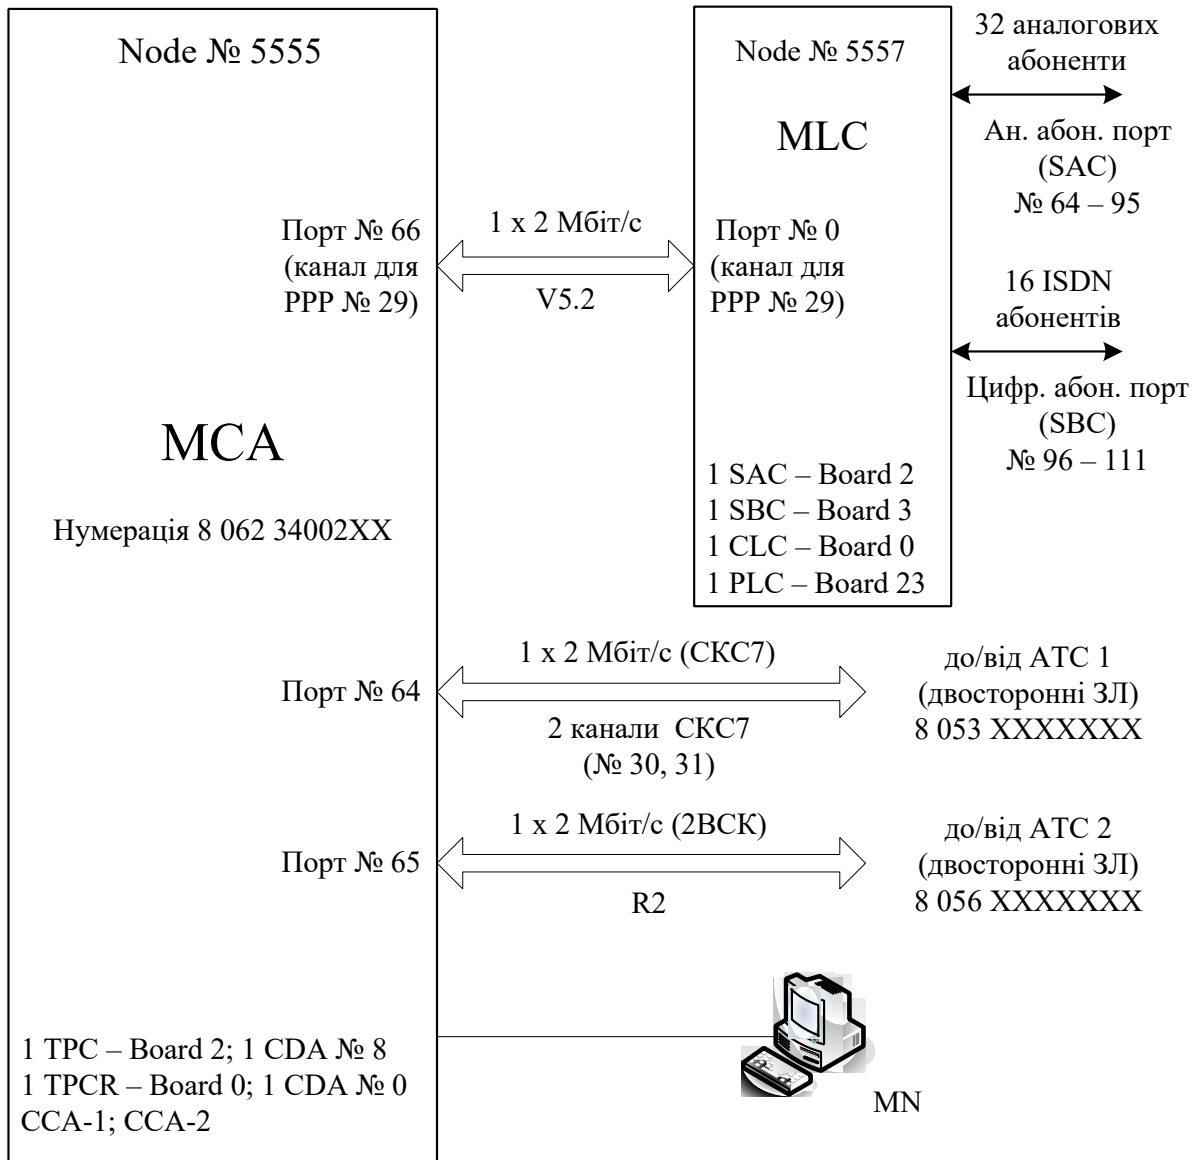 Node № 5555
Порт № 66
(канал для
PPP № 29)
MCA
Нумерація 8 062 34002XX
Порт № 64
Порт № 65
1 TPC – Board 2; 1 CDA № 8
1 TPCR – Board 0; 1 CDA № 0
CCA-1; CCA-2
1 x 2 Мбіт/с
V5.2
Node № 5557
MLC
Порт № 0
(канал для
PPP № 29)
1 SAC – Board 2
1 SBC – Board 3
1 CLC – Board 0
1 PLC – Board 23
32 аналогових
абоненти
Ан. абон. порт
(SAC)
№ 64 – 95
16 ISDN
абонентів
Цифр. абон. порт
(SBC)
№ 96 – 111
1 x 2 Мбіт/с (СКС7)
2 канали СКС7
(№ 30, 31)
до/від АТС 1
(двосторонні ЗЛ)
8 053 XXXXXXX
1 x 2 Мбіт/с (2ВСК)
R2
до/від АТС 2
(двосторонні ЗЛ)
8 056 XXXXXXX
MN